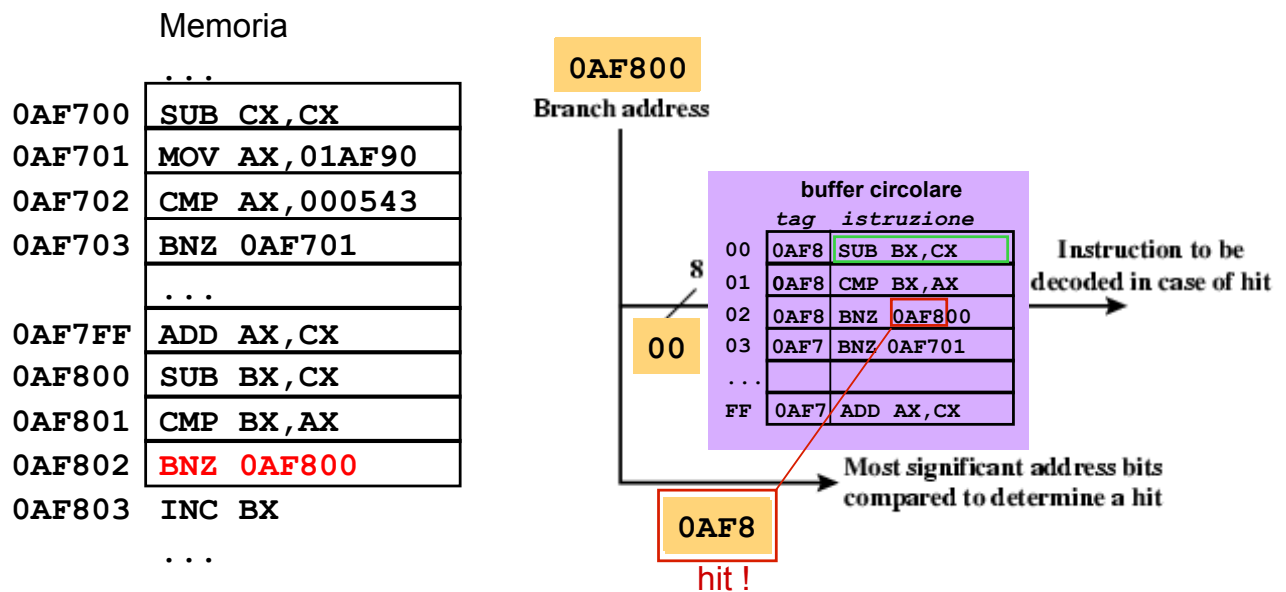 Memoria
...
0AF700 SUB CX,CX
0AF701 MOV AX,01AF90
0AF702 CMP AX,000543
0AF703 BNZ 0AF701
...
0AF7FF ADD AX,CX
0AF800 SUB BX,CX
0AF801 CMP BX,AX
0AF802 BNZ 0AF800
0AF803 INC BX
...
0AF800
Branch address
8
00
buffer circolare
tag istruzione
00 0AF8 SUB BX,CX
01 0AF8 CMP BX,AX
02 0AF8 BNZ 0AF800
03 0AF7 BNZ 0AF701
...
FF 0AF7 ADD AX,CX
Instruction to be
decoded in case of hit
Most significant address bits
compared to determine a hit
0AF8
hit !